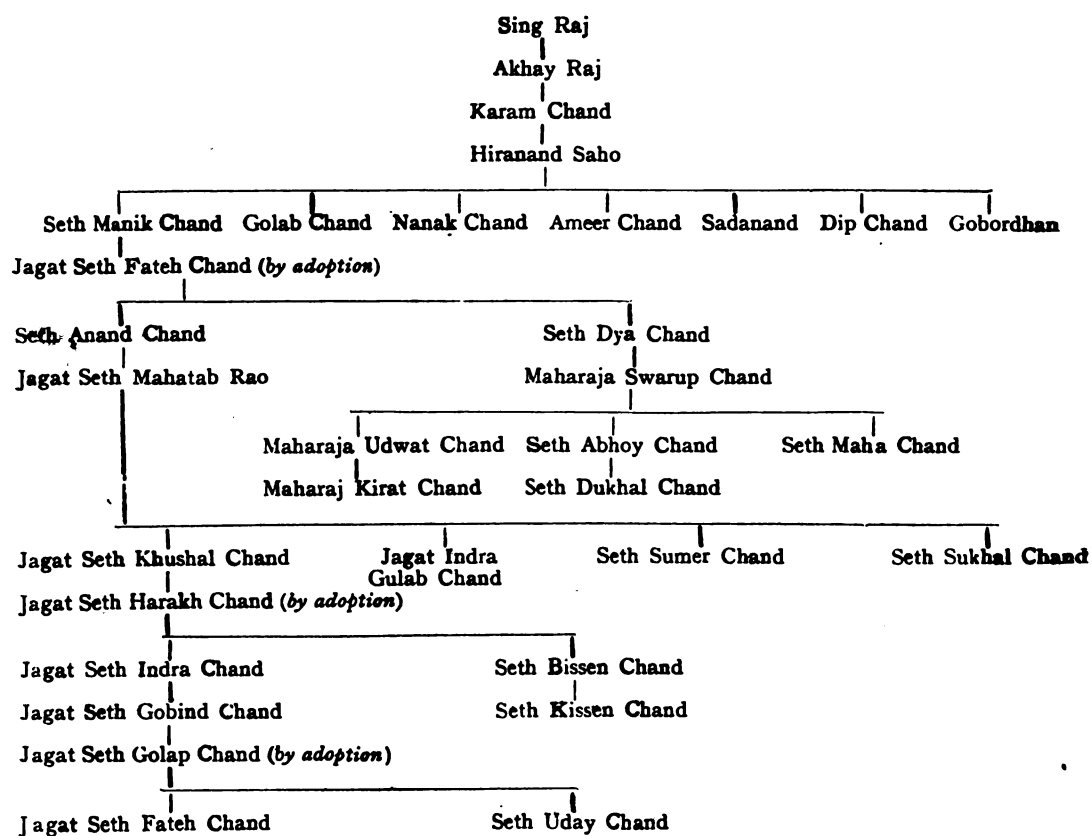 Sing Raj
Akhay Raj
Karam Chand
Hiranand Saho
Seth Manik Chand Golab Chand Nanak Chand Ameer Chand Sadanand Dip Chand Gobordhan
Jagat Seth Fateh Chand (by adoption)
Seth Anand Chand Seth Dya Chand
Jagat Seth Mahatab Rao Maharaja Swarup Chand
Maharaja Udwat Chand Seth Abhoy Chand Seth Maha Chand
Maharaj Kirat Chand Seth Dukhal Chand
Jagat Seth Khushal Chand Jagat Indra Seth Sumer Chand Seth Sukhal Chand
Gulab Chand
Jagat Seth Harakh Chand (by adoption)
Jagat Seth Indra Chand Seth Bissen Chand
Jagat Seth Gobind Chand Seth Kissen Chand
Jagat Seth Golap Chand (by adoption)
Jagat Seth Fateh Chand Seth Uday Chand